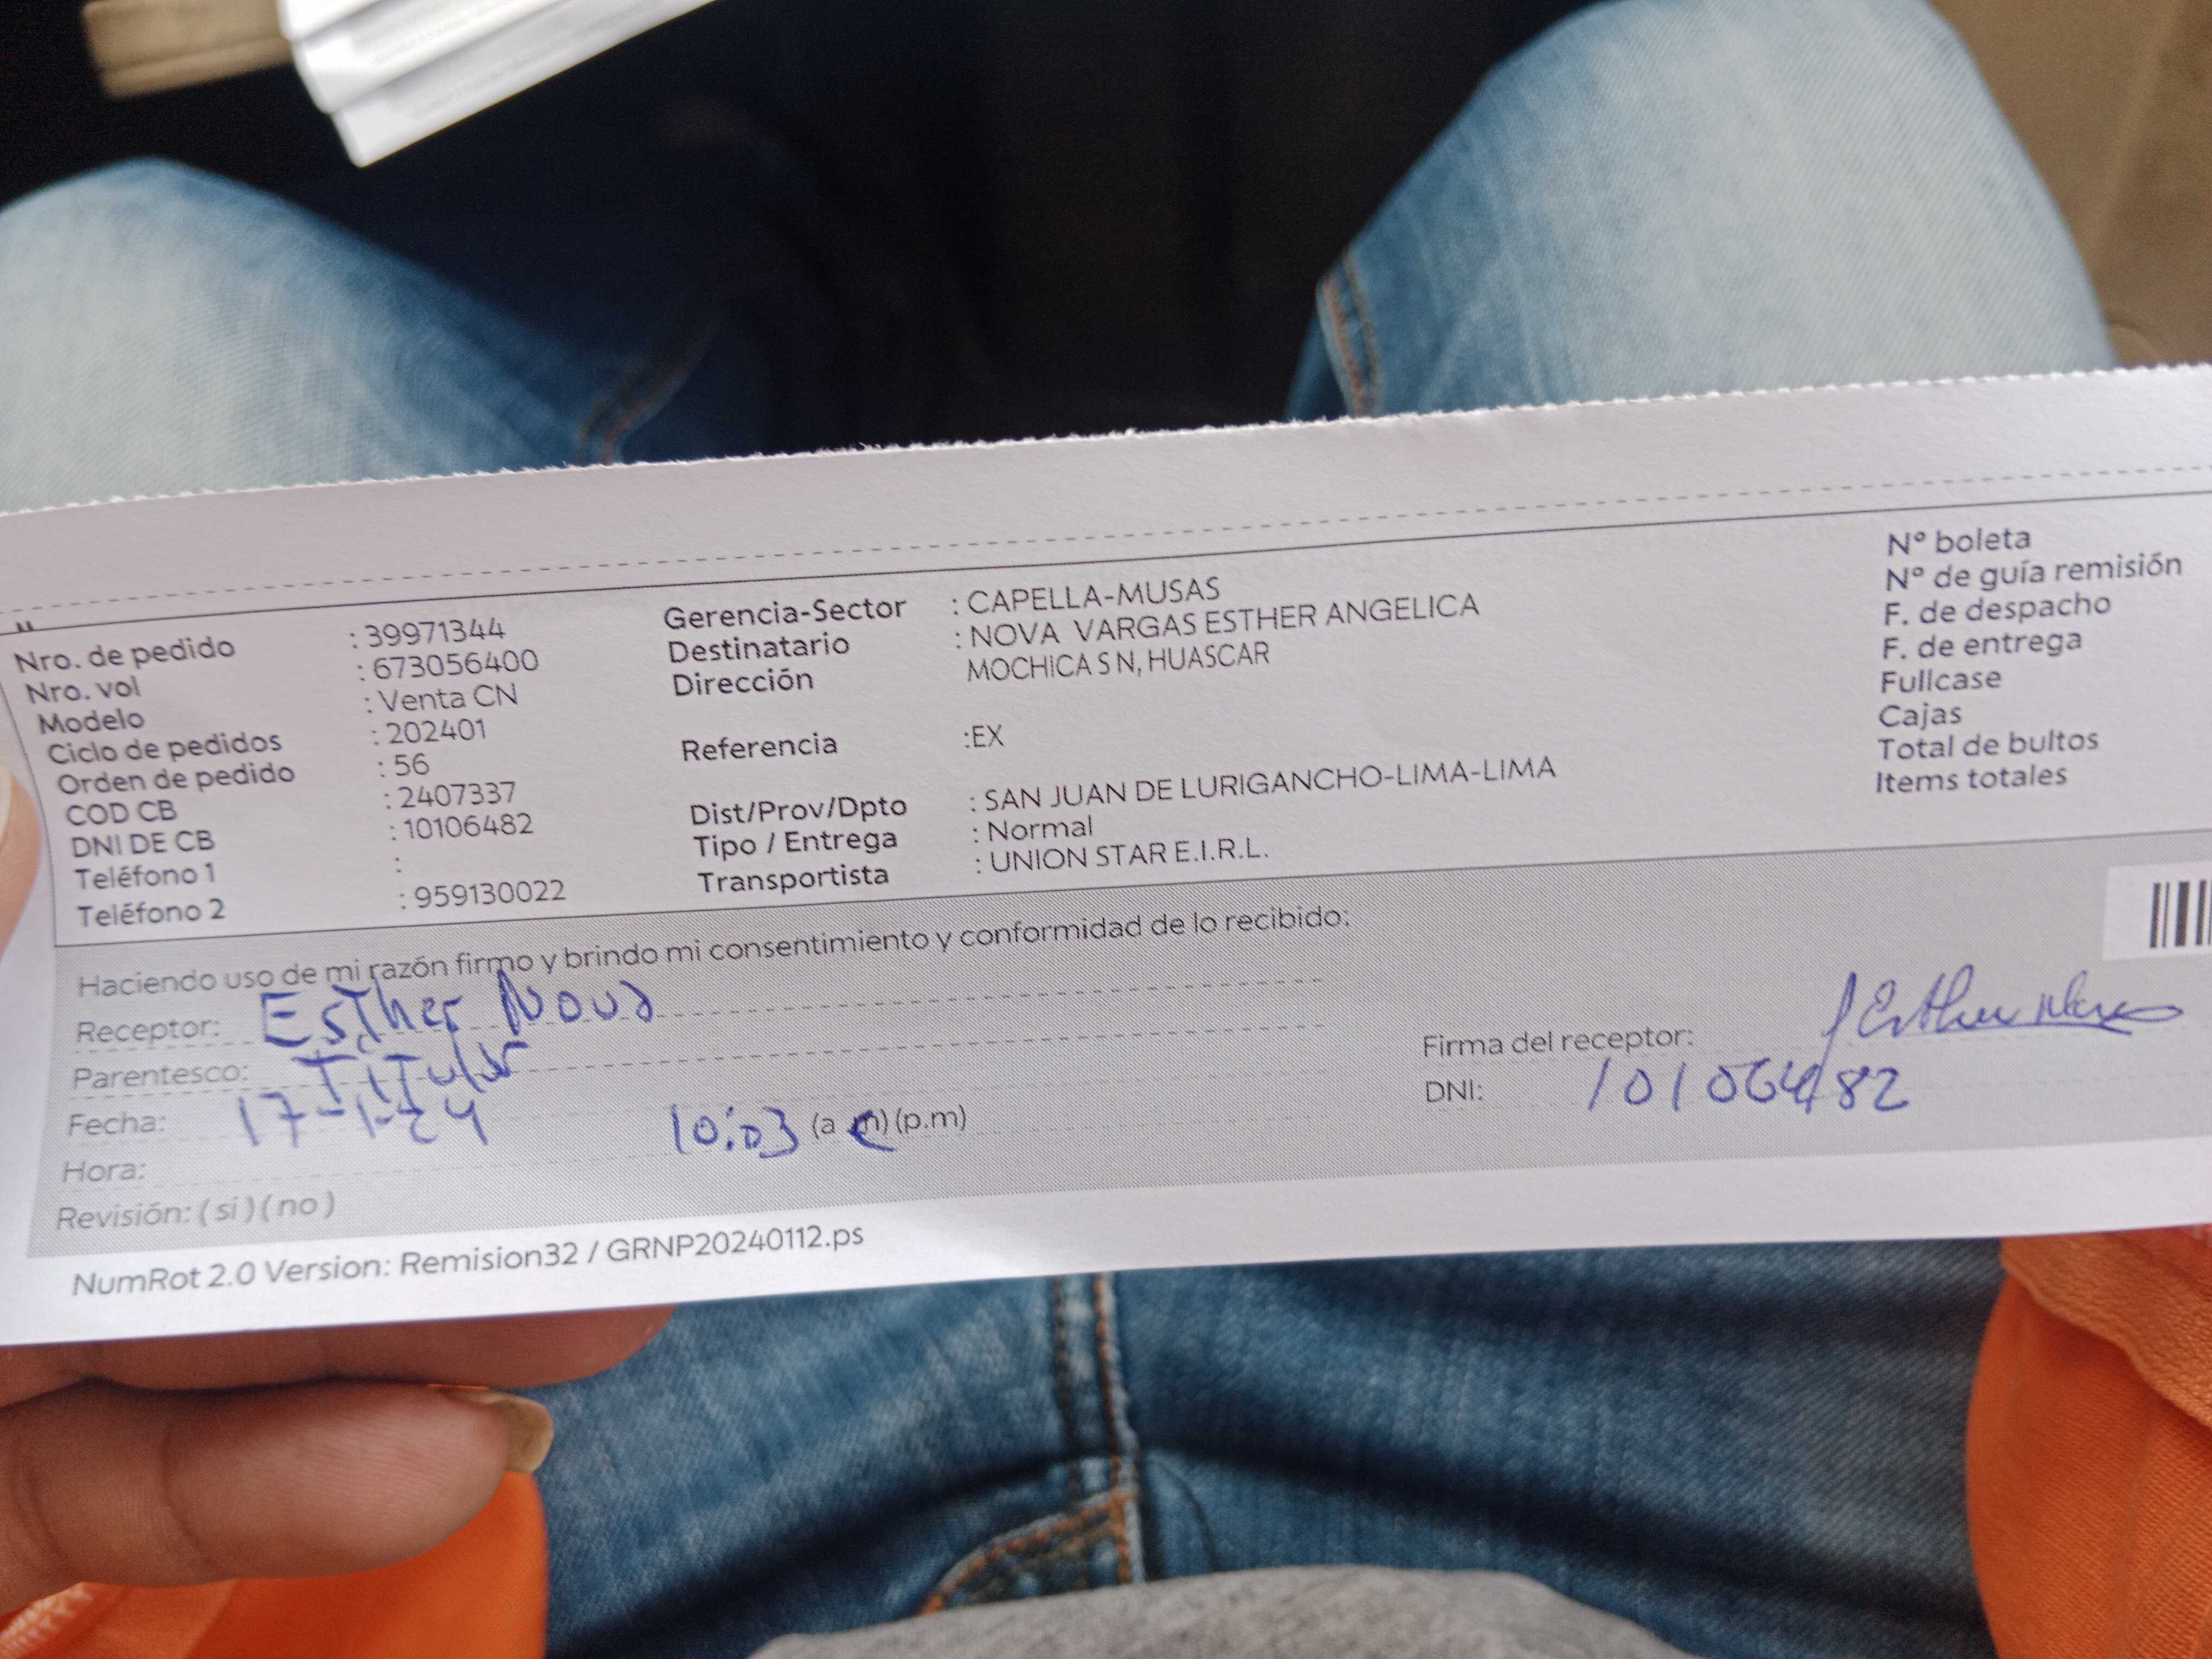 Nro. de pedido : 39971344
Nro. vol : 673056400
Modelo : Venta CN
Ciclo de pedidos : 202401
Orden de pedido : 56
COD CB : 2407337
DNI DE CB : 10106482
Teléfono 1 :
Teléfono 2 : 959130022
Gerencia-Sector : CAPELLA-MUSAS
Destinatario : NOVA VARGAS ESTHER ANGELICA
Dirección MOCHICA S N, HUASCAR
Referencia :EX
Dist/Prov/Dpto : SAN JUAN DE LURIGANCHO-LIMA-LIMA
Tipo / Entrega : Normal
Transportista : UNION STAR E.I.R.L.
Nº boleta
Nº de guía remisión
F. de despacho
F. de entrega
Fullcase
Cajas
Total de bultos
Items totales
Haciendo uso de mi razón firmo y brindo mi consentimiento y conformidad de lo recibido:
Receptor: Esther Nova
Parentesco: Titular
Fecha: 17-1-24
Hora: 10:03 (a.m) (p.m)
Revisión: ( si ) ( no )
Firma del receptor: Esther Nova
DNI: 10106482
NumRot 2.0 Version: Remision32 / GRNP20240112.ps